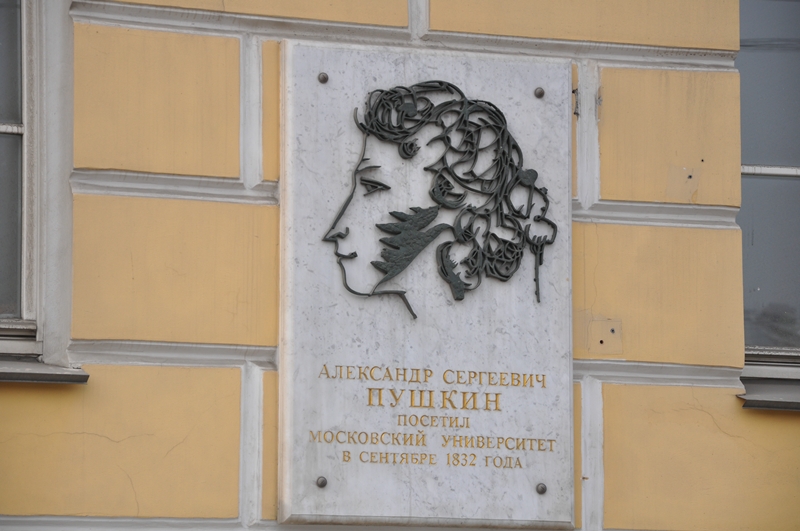 АЛЕКСАНДР СЕРГЕЕВИЧ
ПУШКИН
ПОСЕТИЛ
МОСКОВСКИЙ УНИВЕРСИТЕТ
В СЕНТЯБРЕ 1832 ГОДА